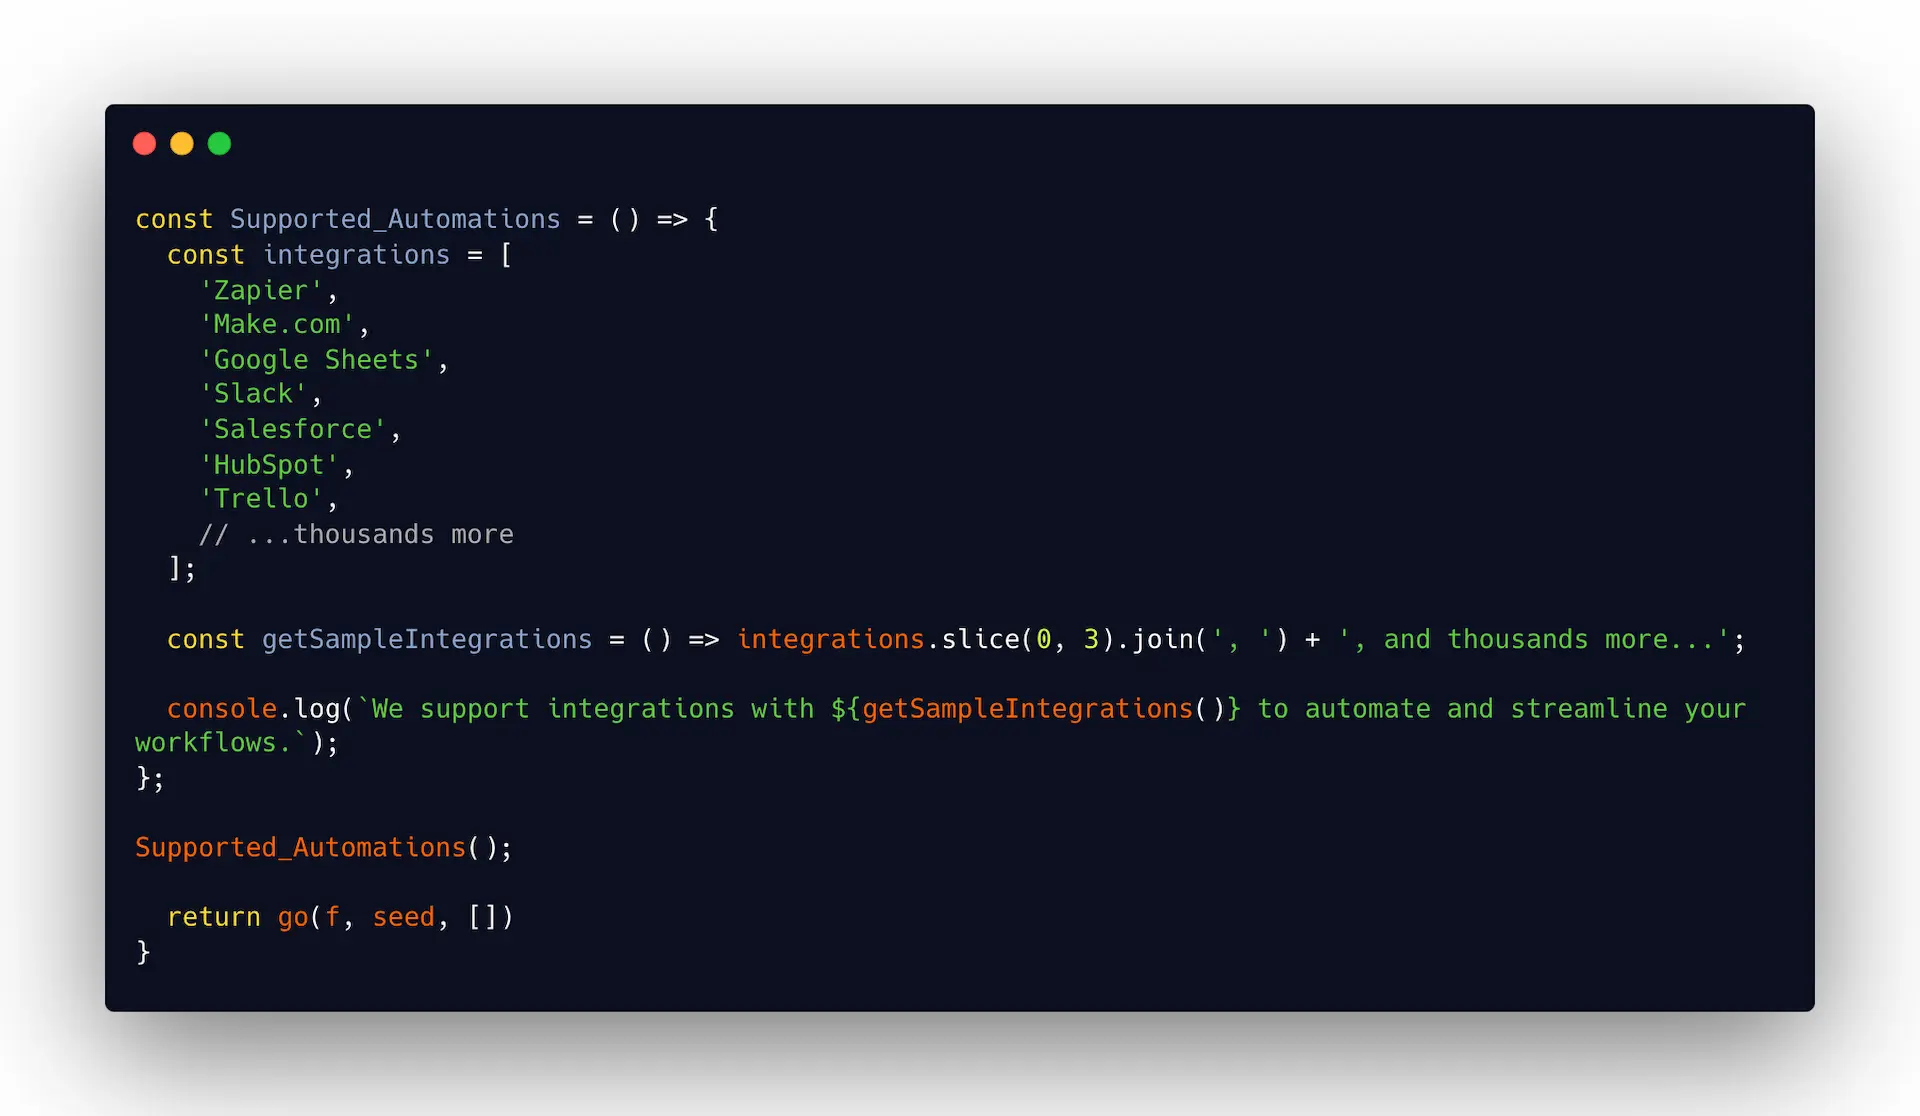 const Supported_Automations = () => {
  const integrations = [
    'Zapier',
    'Make.com',
    'Google Sheets',
    'Slack',
    'Salesforce',
    'HubSpot',
    'Trello',
    // ...thousands more
  ];
  const getSampleIntegrations = () => integrations.slice(0, 3).join(', ') + ', and thousands more...';
  console.log(`We support integrations with ${getSampleIntegrations()} to automate and streamline your
workflows.`);
};
Supported_Automations();
  return go(f, seed, [])
}